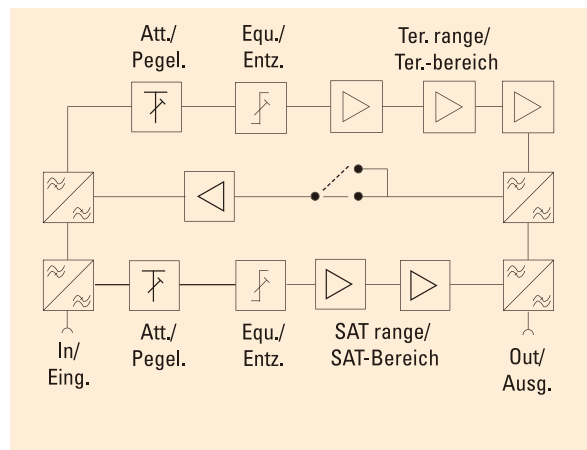 Att./
Pegel.
Equ./
Entz.
Ter. range/
Ter.-bereich
In/
Eing.
Att./
Pegel.
Equ./
Entz.
SAT range/
SAT-Bereich
Out/
Ausg.